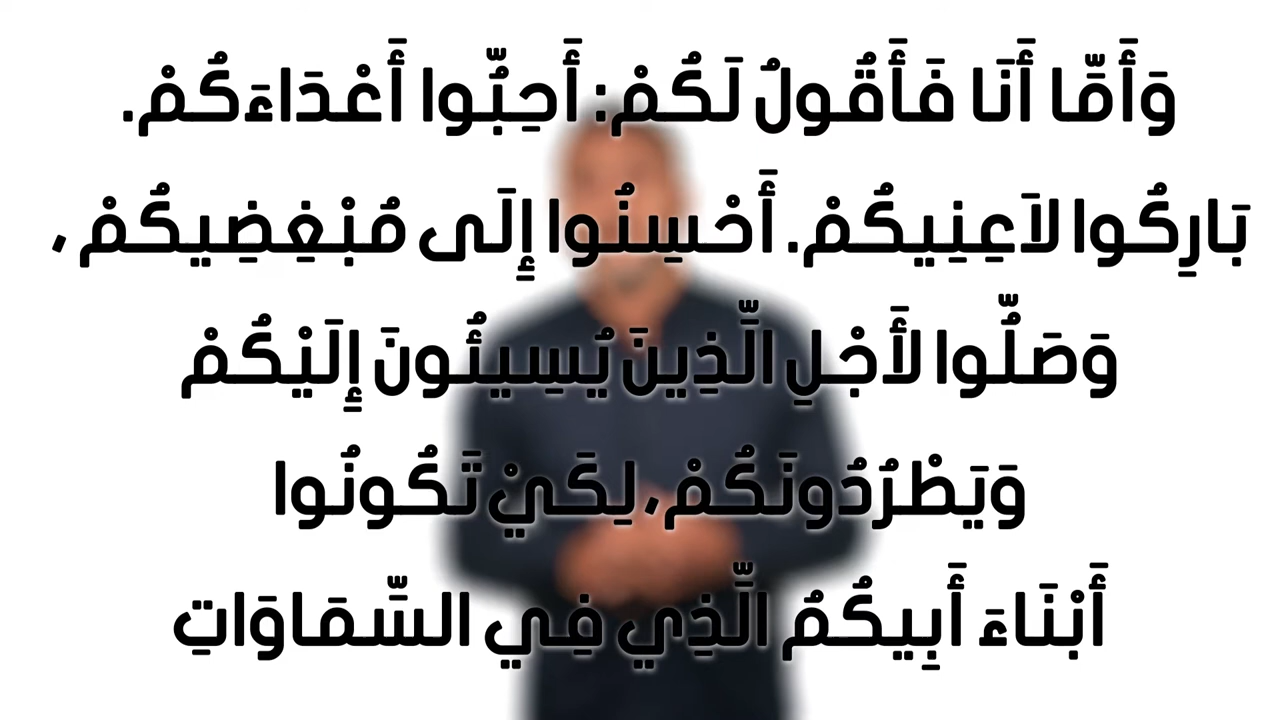 وَأَمَّا أَنَا فَأَقُولُ لَكُمْ: أَحِبُّوا أَعْدَاءَكُمْ.
بَارِكُوا لاَعِنِيكُمْ. أَحْسِنُوا إِلَى مُبْغِضِيكُمْ ,
وَصَلُّوا لأَجْلِ الَّذِينَ يُسِيئُونَ إِلَيْكُمْ
وَيَطْرُدُونَكُمْ, لِكَيْ تَكُونُوا
أَبْنَاءَ أَبِيكُمُ الَّذِي فِي السَّمَاوَاتِ